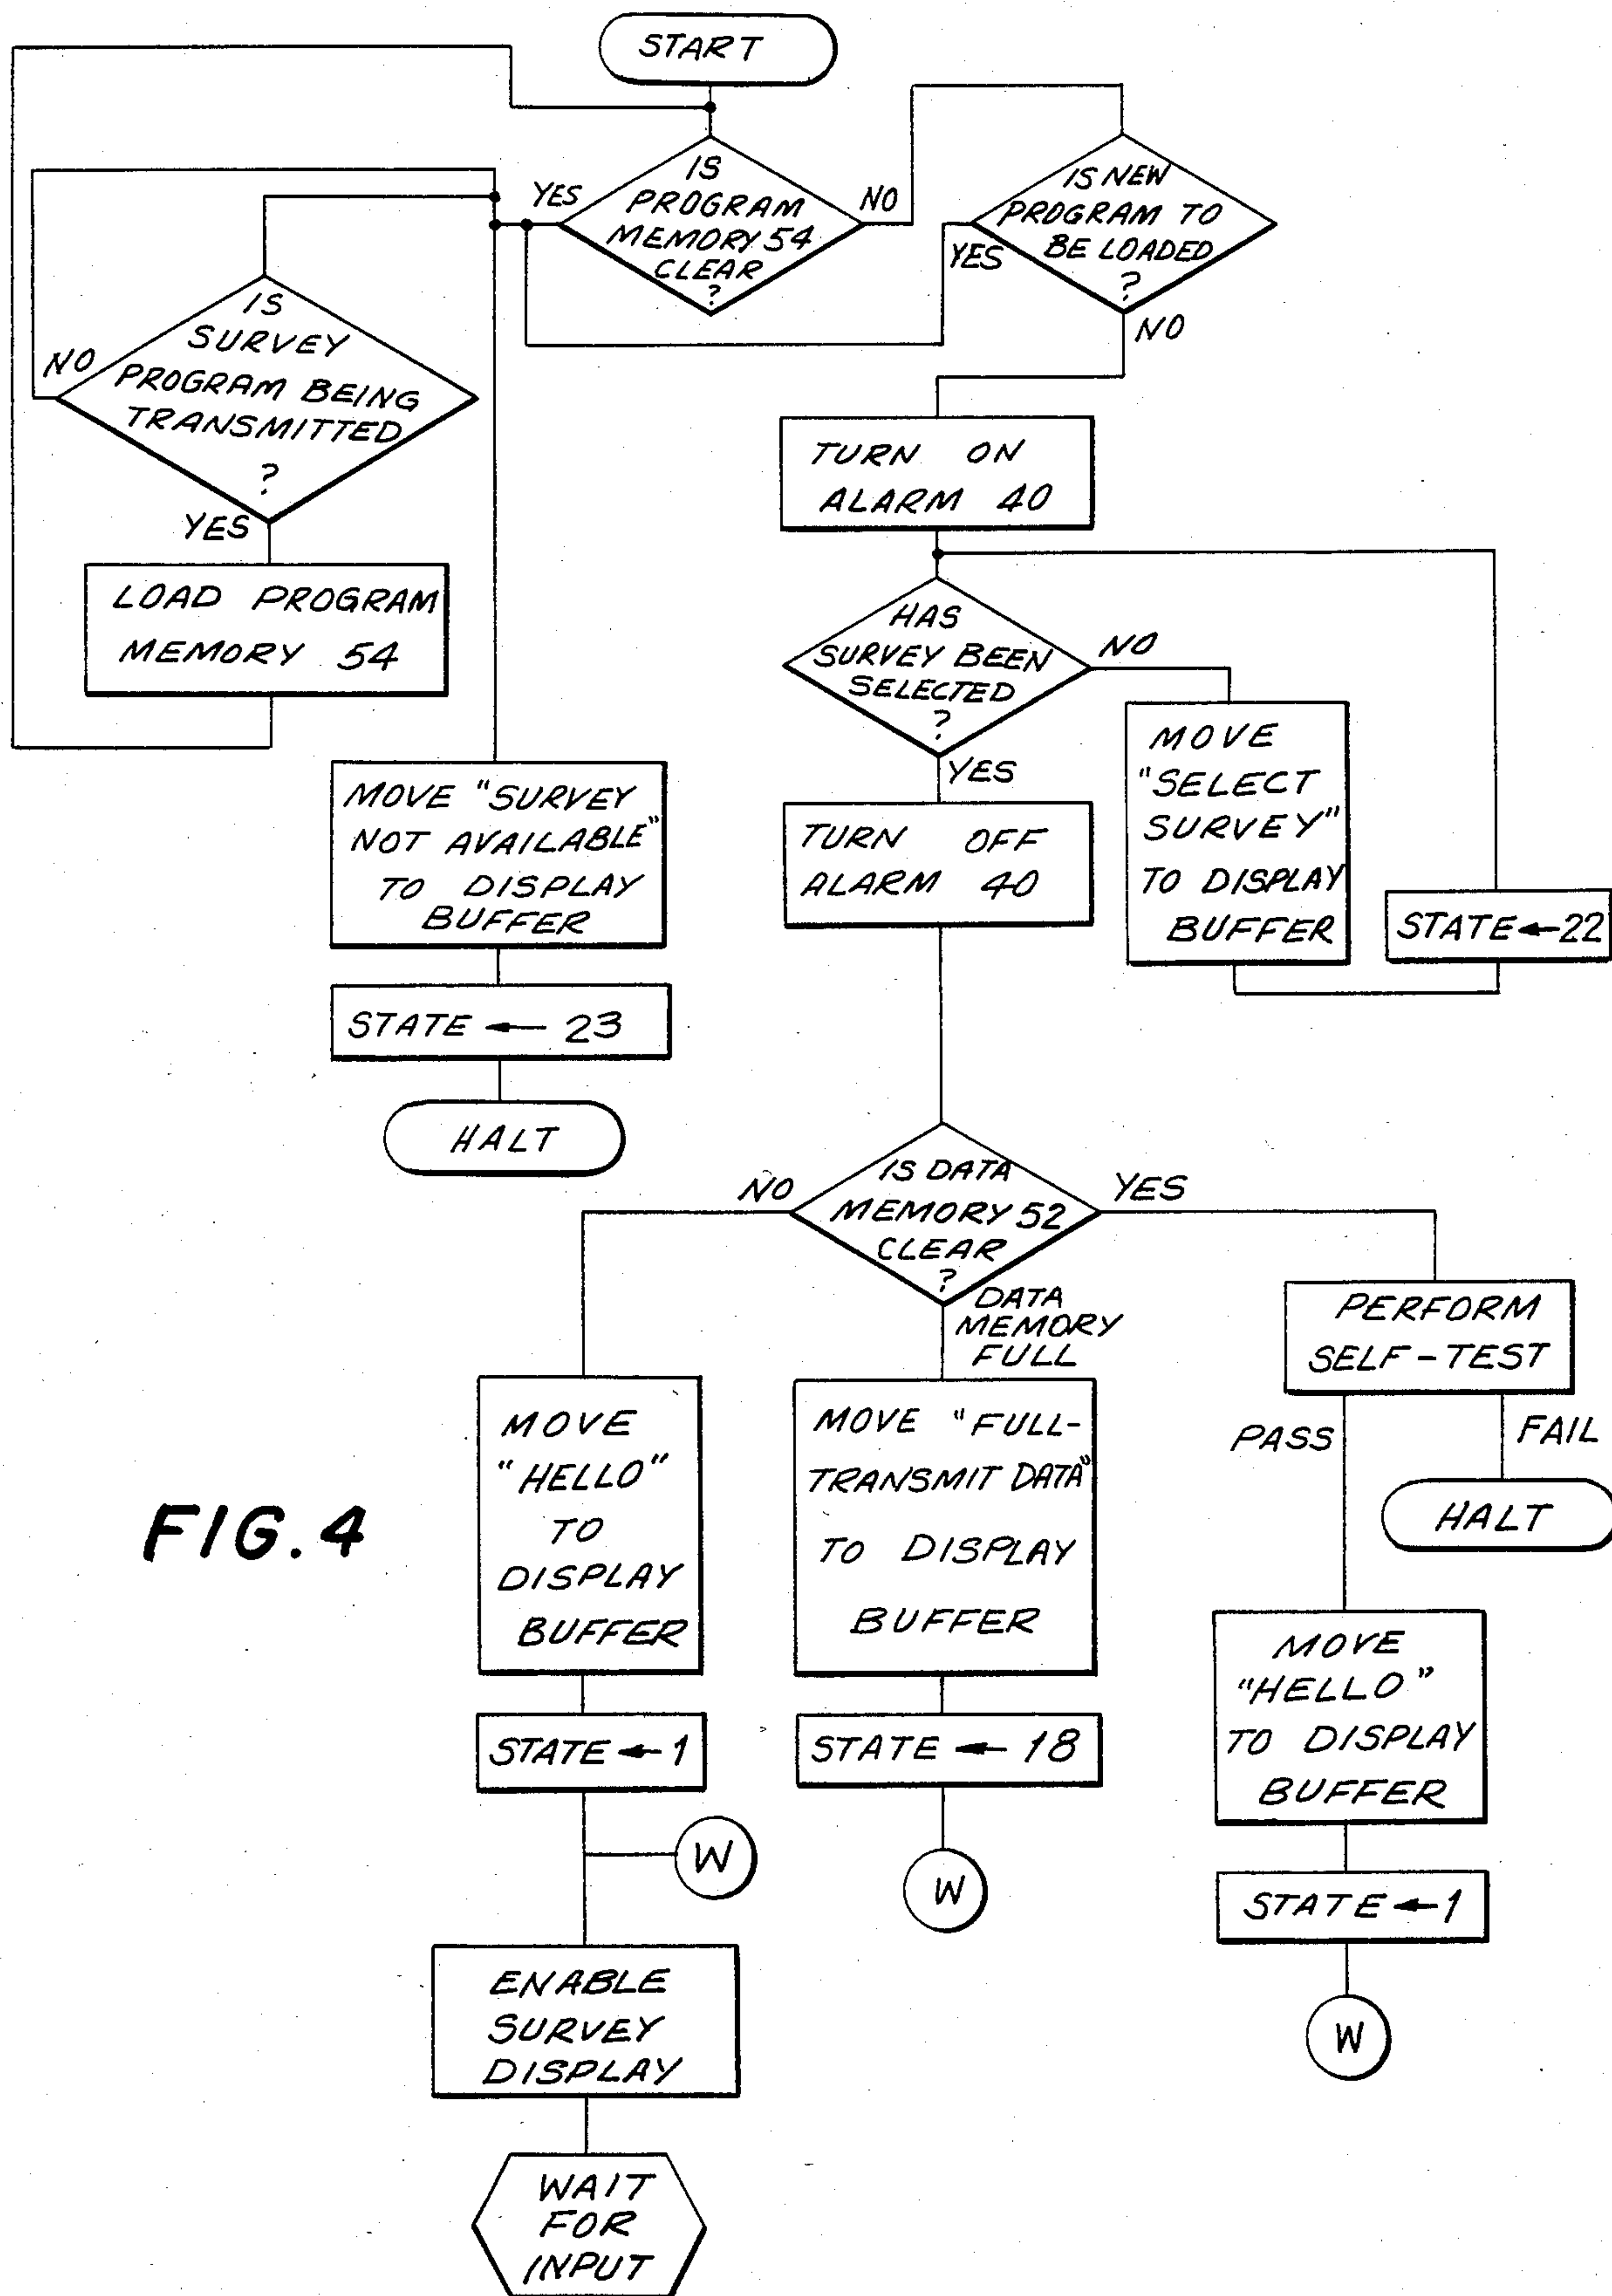 START
IS
PROGRAM
MEMORY 54
CLEAR
?
YES
NO
IS NEW
PROGRAM TO
BE LOADED
?
YES
NO
IS
SURVEY
PROGRAM BEING
TRANSMITTED
?
NO
YES
LOAD PROGRAM
MEMORY 54
TURN ON
ALARM 40
HAS
SURVEY BEEN
SELECTED
?
NO
YES
MOVE
"SELECT
SURVEY"
TO DISPLAY
BUFFER
STATE ← 22
MOVE "SURVEY
NOT AVAILABLE"
TO DISPLAY
BUFFER
STATE ← 23
HALT
TURN OFF
ALARM 40
IS DATA
MEMORY 52
CLEAR
?
NO
YES
DATA
MEMORY
FULL
PERFORM
SELF-TEST
PASS
FAIL
HALT
MOVE
"HELLO"
TO
DISPLAY
BUFFER
MOVE "FULL-
TRANSMIT DATA"
TO DISPLAY
BUFFER
MOVE
"HELLO"
TO DISPLAY
BUFFER
FIG. 4
STATE ← 1
STATE ← 18
STATE ← 1
W
W
W
ENABLE
SURVEY
DISPLAY
WAIT
FOR
INPUT